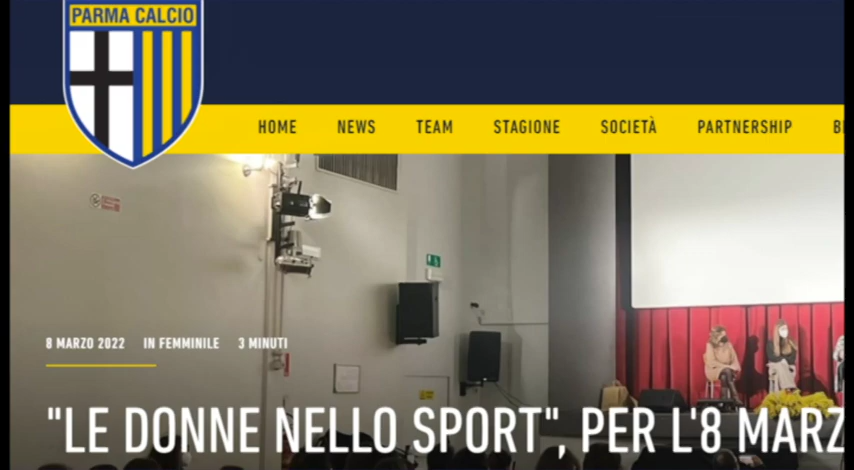 PARMA CALCIO
HOME NEWS TEAM STAGIONE SOCIETÀ PARTNERSHIP
8 MARZO 2022 IN FEMMINILE 3 MINUTI
"LE DONNE NELLO SPORT", PER L'8 MARZ